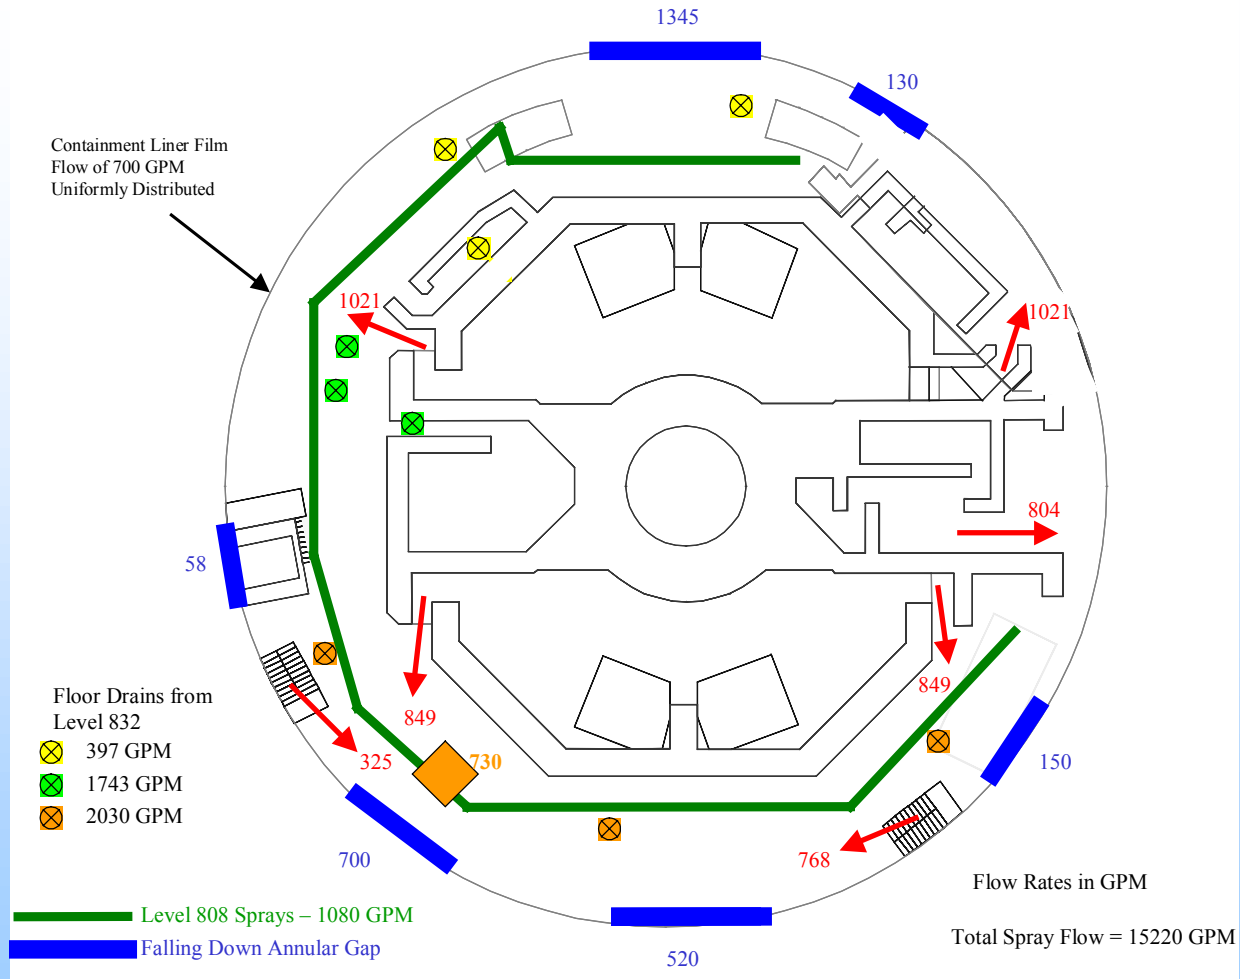 1345
130
Containment Liner Film
Flow of 700 GPM
Uniformly Distributed
1021
1021
804
58
849
849
Floor Drains from
Level 832
397 GPM
1743 GPM
2030 GPM
325
730
150
700
768
Flow Rates in GPM
Level 808 Sprays – 1080 GPM
Total Spray Flow = 15220 GPM
Falling Down Annular Gap
520